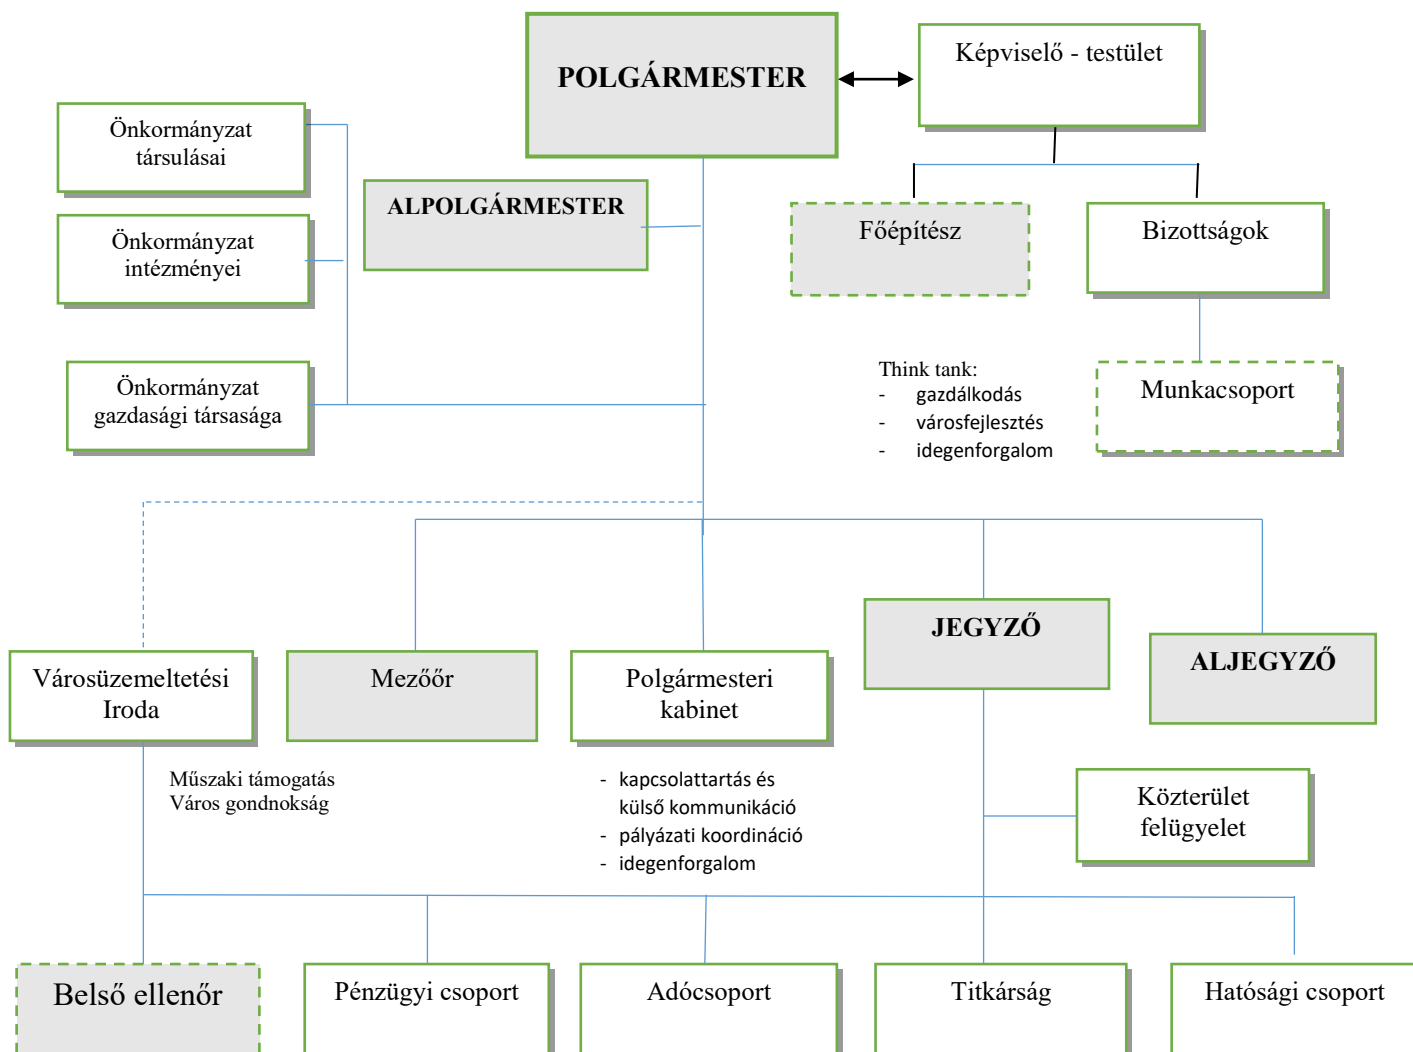 POLGÁRMESTER
Képviselő - testület
Önkormányzat
társulásai
ALPOLGÁRMESTER
Önkormányzat
intézményei
Főépítész
Bizottságok
Önkormányzat
gazdasági társasága
Think tank:
- gazdálkodás
- városfejlesztés
- idegenforgalom
Munkacsoport
Városüzemeltetési
Iroda
Mezőőr
Polgármesteri
kabinet
JEGYZŐ
ALJEGYZŐ
Műszaki támogatás
Város gondnokság
- kapcsolattartás és
külső kommunikáció
- pályázati koordináció
- idegenforgalom
Közterület
felügyelet
Belső ellenőr
Pénzügyi csoport
Adócsoport
Titkárság
Hatósági csoport